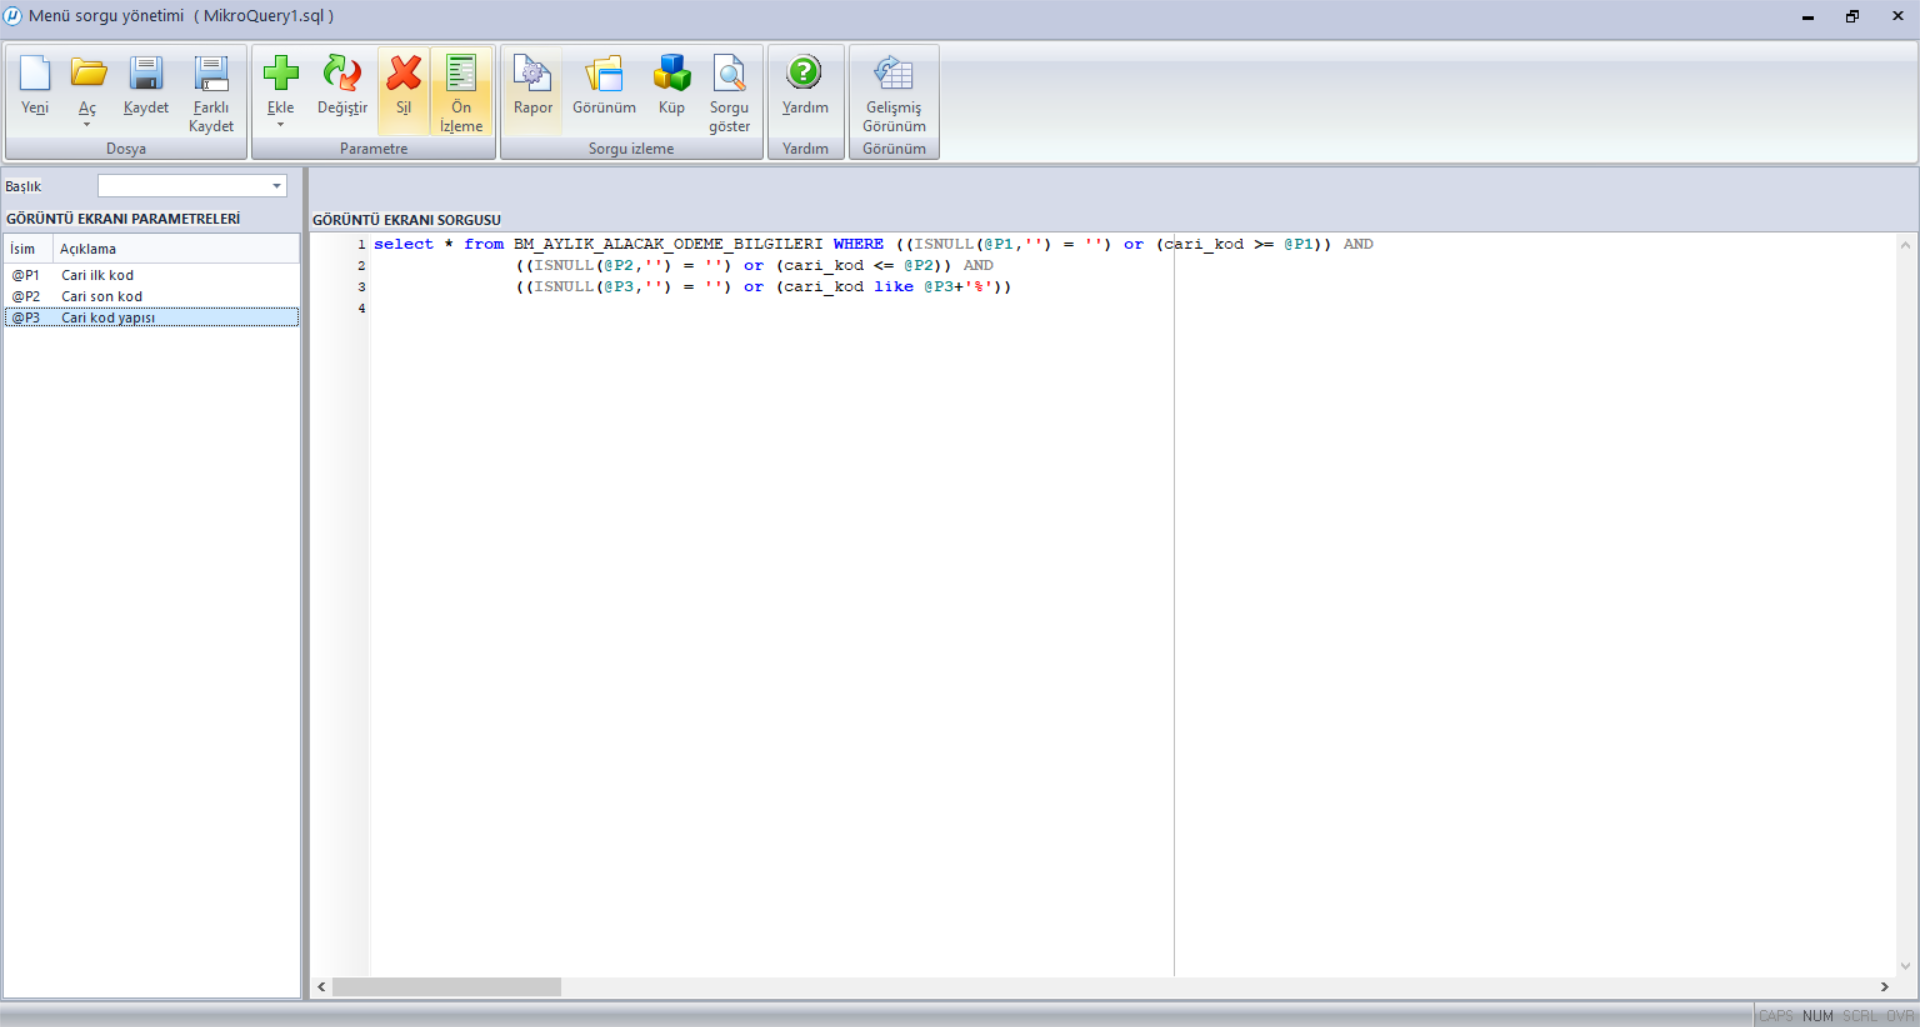 Menü sorgu yönetimi ( MikroQuery1.sql )
Yeni
Aç
Kaydet
Farklı
Kaydet
Dosya
Ekle
Değiştir
Sil
Ön
İzleme
Parametre
Rapor
Görünüm
Küp
Sorgu
göster
Sorgu izleme
Yardım
Yardım
Gelişmiş
Görünüm
Görünüm
Başlık
GÖRÜNTÜ EKRANI PARAMETRELERİ
İsim Açıklama
@P1 Cari ilk kod
@P2 Cari son kod
@P3 Cari kod yapısı
GÖRÜNTÜ EKRANI SORGUSU
1 select * from BM_AYLIK_ALACAK_ODEME_BILGILERI WHERE ((ISNULL(@P1,'') = '') or (cari_kod >= @P1)) AND
2 ((ISNULL(@P2,'') = '') or (cari_kod <= @P2)) AND
3 ((ISNULL(@P3,'') = '') or (cari_kod like @P3+'%'))
4
CAPS NUM SCRL OVR